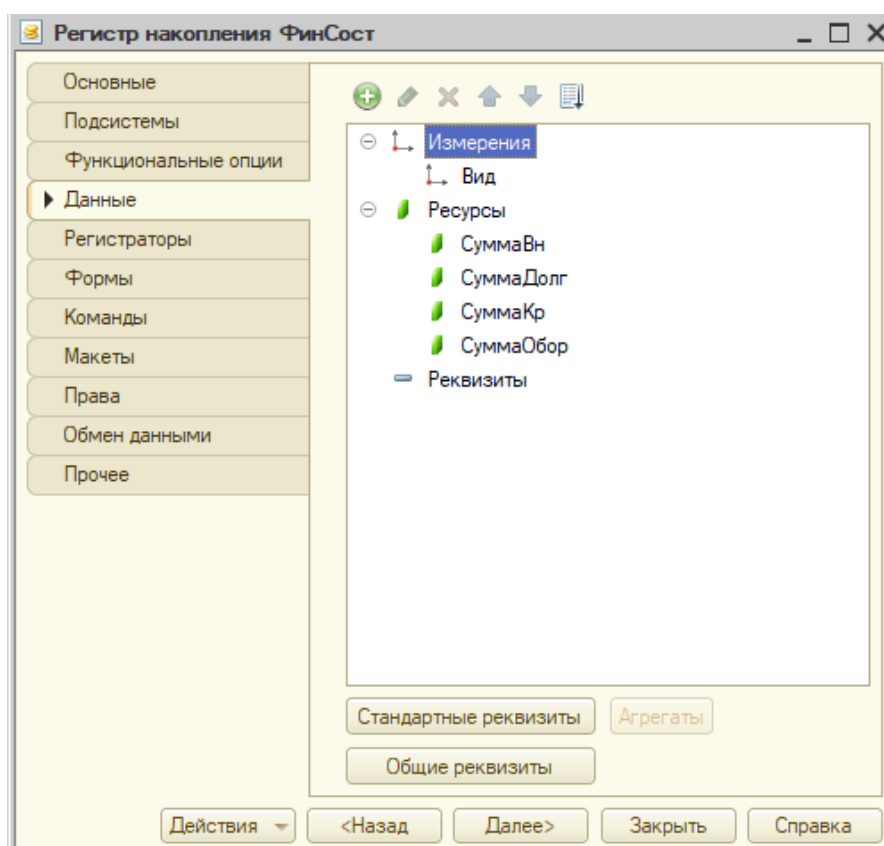 Регистр накопления ФинСост
Основные
Подсистемы
Функциональные опции
Данные
Регистраторы
Формы
Команды
Макеты
Права
Обмен данными
Прочее
Измерения
Вид
Ресурсы
СуммаВн
СуммаДолг
СуммаКр
СуммаОбор
Реквизиты
Стандартные реквизиты Агрегаты
Общие реквизиты
Действия <Назад Далее> Закрыть Справка